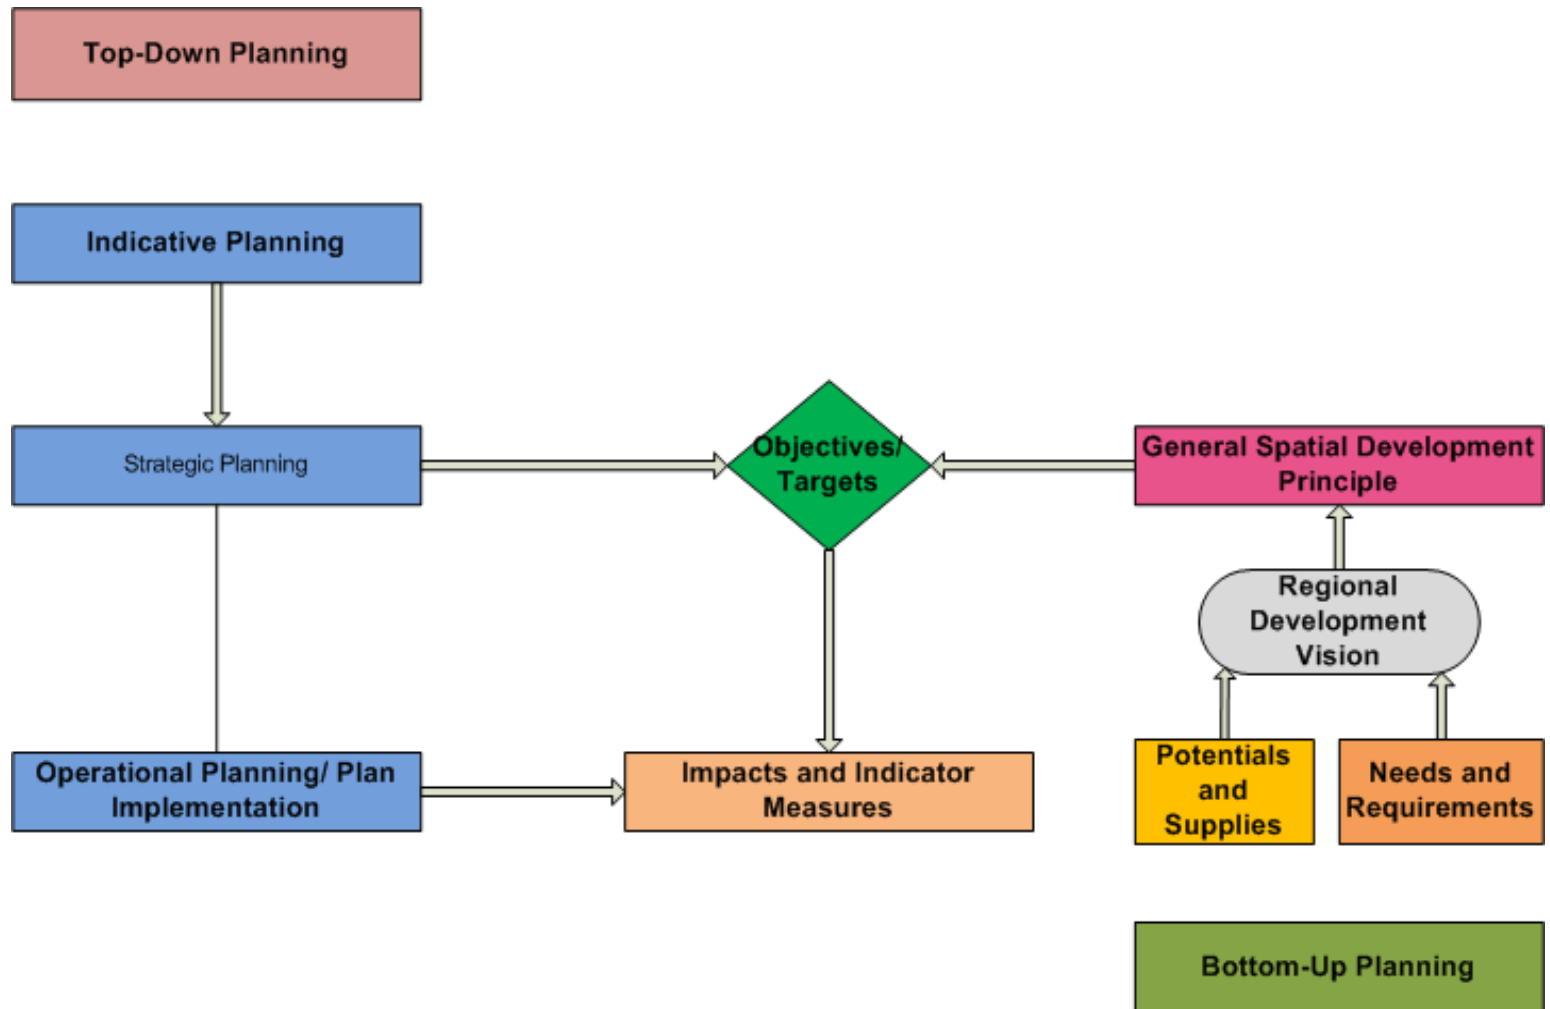 Top-Down Planning
Indicative Planning
Strategic Planning
Objectives/
Targets
General Spatial Development
Principle
Regional
Development
Vision
Operational Planning/ Plan
Implementation
Impacts and Indicator
Measures
Potentials
and
Supplies
Needs and
Requirements
Bottom-Up Planning